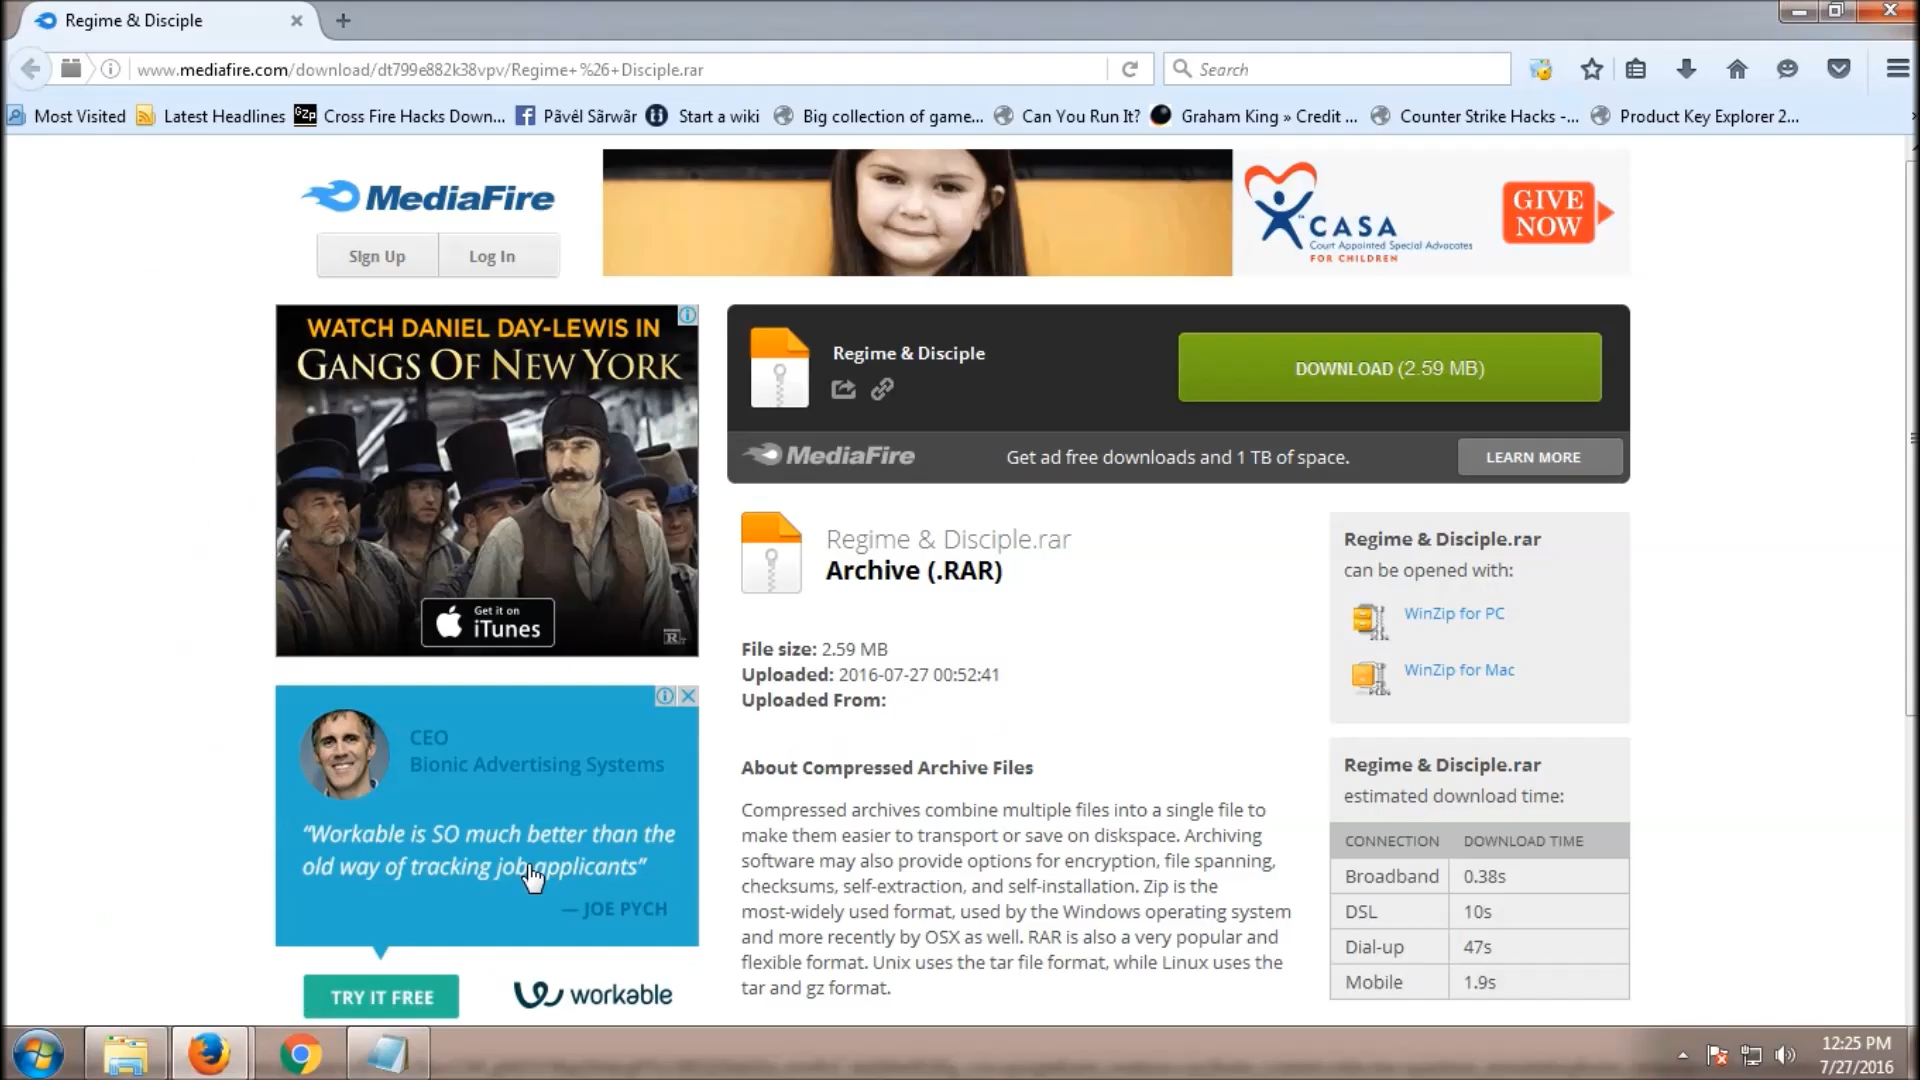 Regime & Disciple
www.mediafire.com/download/dt799e882k38vpv/Regime+%26+Disciple.rar
Search
Most Visited
Latest Headlines
Cross Fire Hacks Down...
Pãvêl Sãrwãr
Start a wiki
Big collection of game...
Can You Run It?
Graham King » Credit ...
Counter Strike Hacks -...
Product Key Explorer 2...
MediaFire
Sign Up
Log In
CASA
Court Appointed Special Advocates
FOR CHILDREN
GIVE
NOW
WATCH DANIEL DAY-LEWIS IN
GANGS OF NEW YORK
Get it on
iTunes
R
Regime & Disciple
DOWNLOAD (2.59 MB)
MediaFire
Get ad free downloads and 1 TB of space.
LEARN MORE
Regime & Disciple.rar
Archive (.RAR)
File size: 2.59 MB
Uploaded: 2016-07-27 00:52:41
Uploaded From:
About Compressed Archive Files
Compressed archives combine multiple files into a single file to
make them easier to transport or save on diskspace. Archiving
software may also provide options for encryption, file spanning,
checksums, self-extraction, and self-installation. Zip is the
most-widely used format, used by the Windows operating system
and more recently by OSX as well. RAR is also a very popular and
flexible format. Unix uses the tar file format, while Linux uses the
tar and gz format.
Regime & Disciple.rar
can be opened with:
WinZip for PC
WinZip for Mac
Regime & Disciple.rar
estimated download time:
CONNECTION DOWNLOAD TIME
Broadband 0.38s
DSL 10s
Dial-up 47s
Mobile 1.9s
CEO
Bionic Advertising Systems
“Workable is SO much better than the
old way of tracking job applicants”
— JOE PYCH
TRY IT FREE
workable
12:25 PM
7/27/2016